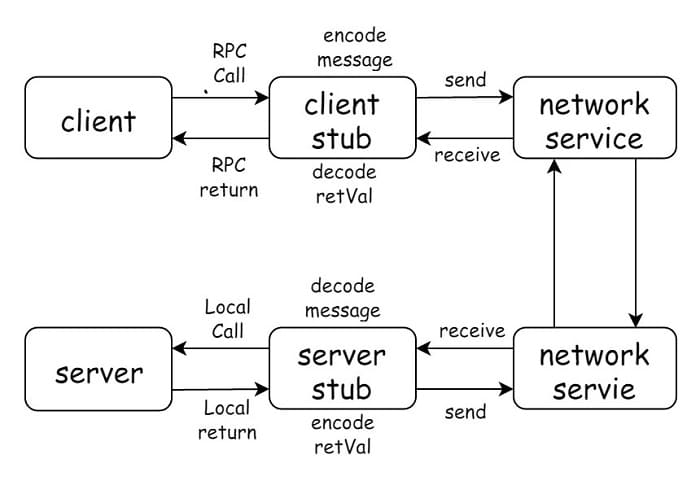 encode
message
RPC
Call
send
client
client
stub
network
service
RPC
return
decode
retVal
receive
decode
message
Local
Call
receive
server
server
stub
network
servie
Local
return
encode
retVal
send